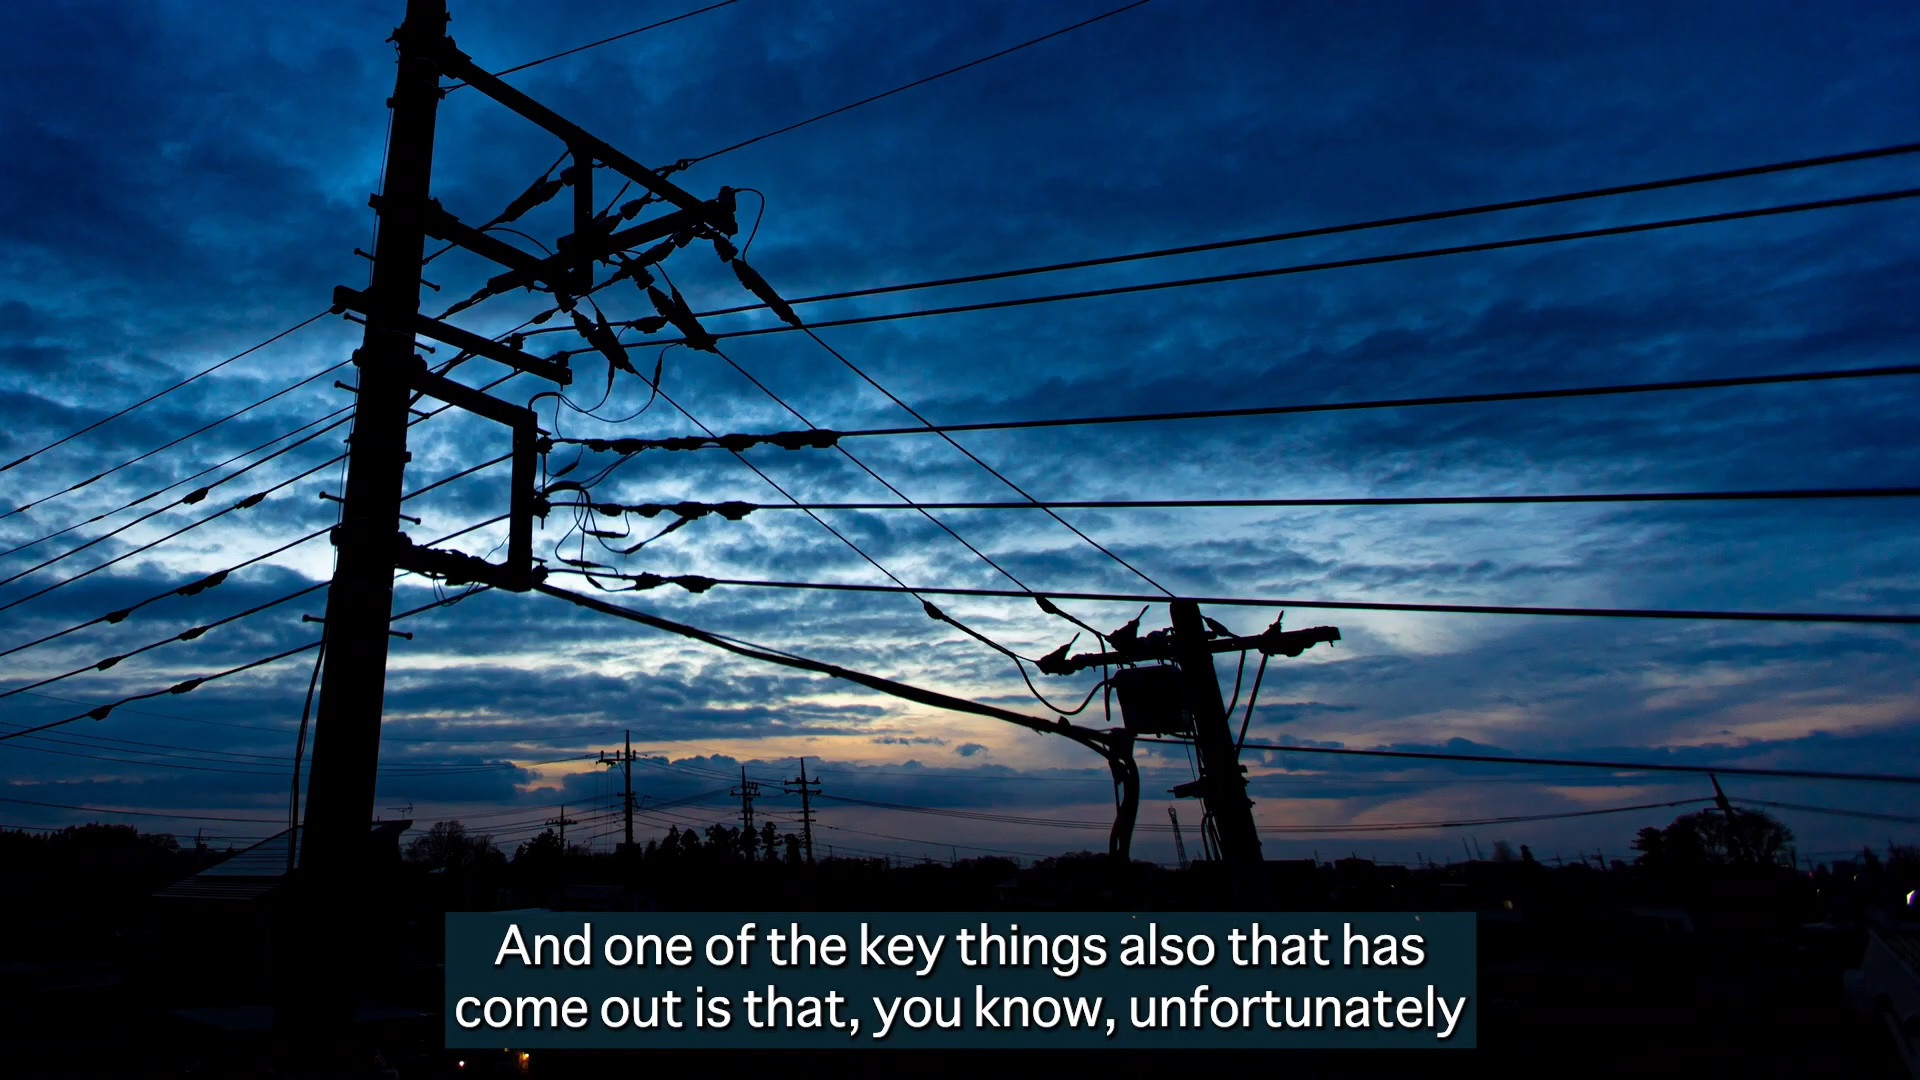 And one of the key things also that has
come out is that, you know, unfortunately